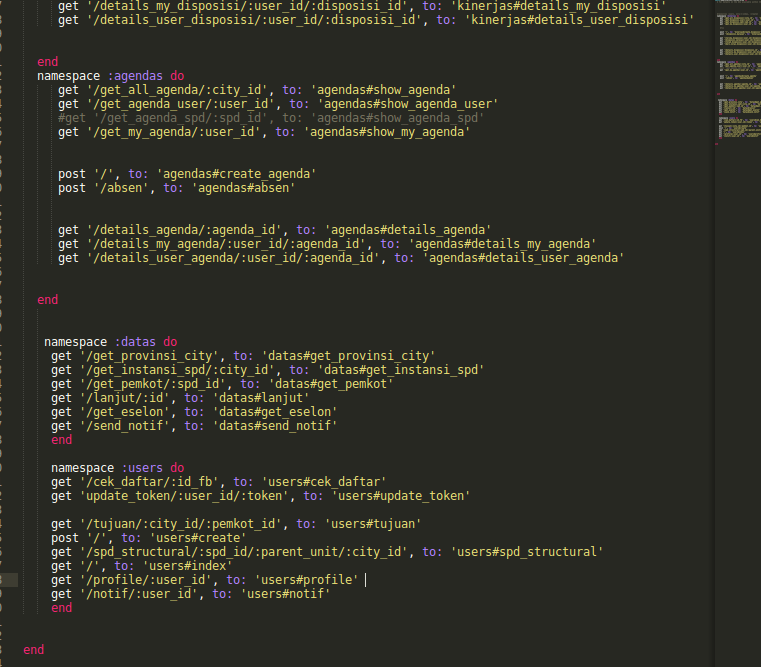 get '/details_my_disposisi/:user_id/:disposisi_id', to: 'kinerjas#details_my_disposisi'
get '/details_user_disposisi/:user_id/:disposisi_id', to: 'kinerjas#details_user_disposisi'
end
namespace :agendas do
get '/get_all_agenda/:city_id', to: 'agendas#show_agenda'
get '/get_agenda_user/:user_id', to: 'agendas#show_agenda_user'
#get '/get_agenda_spd/:spd_id', to: 'agendas#show_agenda_spd'
get '/get_my_agenda/:user_id', to: 'agendas#show_my_agenda'
post '/', to: 'agendas#create_agenda'
post '/absen', to: 'agendas#absen'
get '/details_agenda/:agenda_id', to: 'agendas#details_agenda'
get '/details_my_agenda/:user_id/:agenda_id', to: 'agendas#details_my_agenda'
get '/details_user_agenda/:user_id/:agenda_id', to: 'agendas#details_user_agenda'
end
namespace :datas do
get '/get_provinsi_city', to: 'datas#get_provinsi_city'
get '/get_instansi_spd/:city_id', to: 'datas#get_instansi_spd'
get '/get_pemkot/:spd_id', to: 'datas#get_pemkot'
get '/lanjut/:id', to: 'datas#lanjut'
get '/get_eselon', to: 'datas#get_eselon'
get '/send_notif', to: 'datas#send_notif'
end
namespace :users do
get '/cek_daftar/:id_fb', to: 'users#cek_daftar'
get 'update_token/:user_id/:token', to: 'users#update_token'
get '/tujuan/:city_id/:pemkot_id', to: 'users#tujuan'
post '/', to: 'users#create'
get '/spd_structural/:spd_id/:parent_unit/:city_id', to: 'users#spd_structural'
get '/', to: 'users#index'
get '/profile/:user_id', to: 'users#profile'
get '/notif/:user_id', to: 'users#notif'
end
end